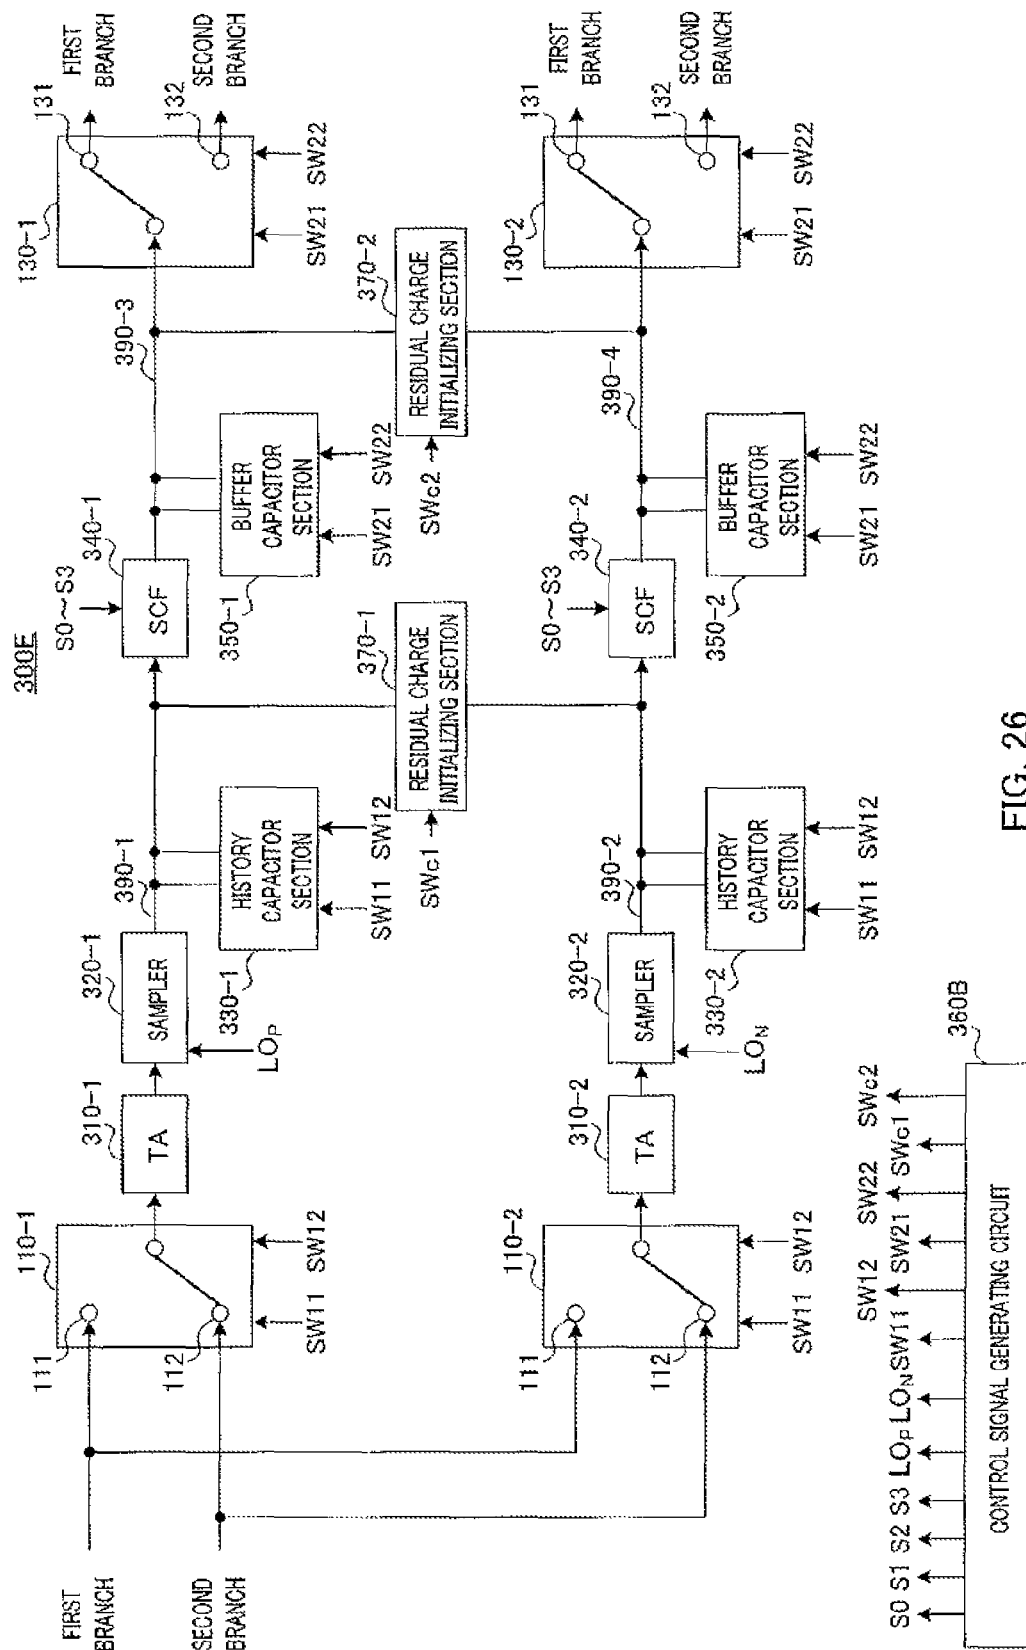 300E
FIRST
BRANCH
SECOND
BRANCH
110-1
111
112
SW11
SW12
310-1
TA
320-1
SAMPLER
LOP
390-1
330-1
HISTORY
CAPACITOR
SECTION
SW11
SW12
S0~S3
340-1
SCF
350-1
BUFFER
CAPACITOR
SECTION
SW21
SW22
390-3
130-1
131
132
SW21
SW22
FIRST
BRANCH
SECOND
BRANCH
370-1
RESIDUAL CHARGE
INITIALIZING SECTION
SWc1
370-2
RESIDUAL CHARGE
INITIALIZING SECTION
SWc2
110-2
111
112
SW11
SW12
310-2
TA
320-2
SAMPLER
LON
390-2
330-2
HISTORY
CAPACITOR
SECTION
SW11
SW12
S0~S3
340-2
SCF
350-2
BUFFER
CAPACITOR
SECTION
SW21
SW22
390-4
130-2
131
132
SW21
SW22
FIRST
BRANCH
SECOND
BRANCH
S0 S1 S2 S3 LOP LON SW11 SW12 SW21 SW22 SWc1 SWc2
360B
CONTROL SIGNAL GENERATING CIRCUIT
FIG. 26